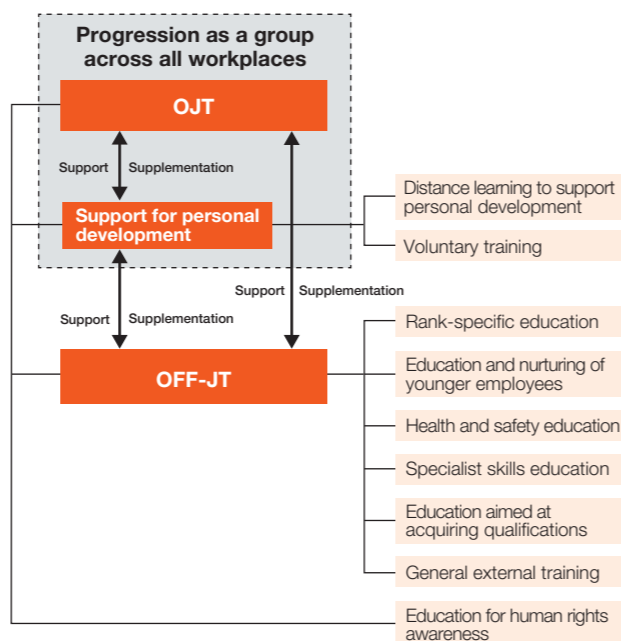 Progression as a group
across all workplaces
OJT
Support Supplementation
Support for personal
development
Distance learning to support
personal development
Voluntary training
Support Supplementation
Support Supplementation
OFF-JT
Rank-specific education
Education and nurturing of
younger employees
Health and safety education
Specialist skills education
Education aimed at
acquiring qualifications
General external training
Education for human rights
awareness